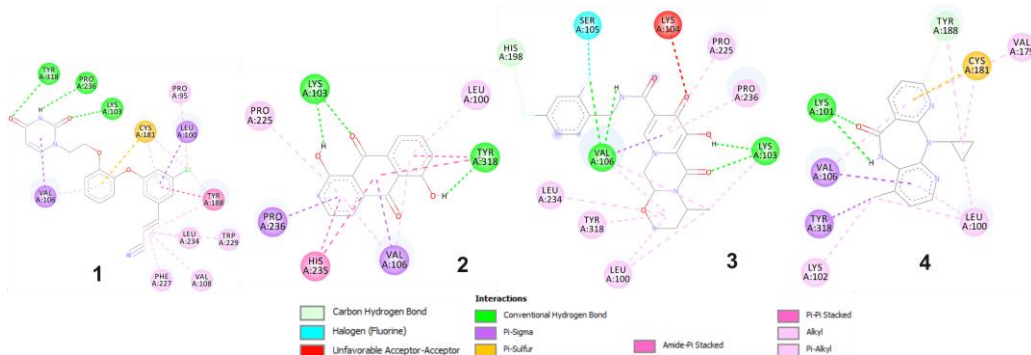 1
TYR
A:318
PRO
A:236
LYS
A:103
PRO
A:95
CYS
A:181
LEU
A:100
VAL
A:106
TYR
A:188
LEU
A:234
TRP
A:229
PHE
A:227
VAL
A:108
O
H
N
O
N
O
O
Cl
N
1
LYS
A:103
LEU
A:100
PRO
A:225
TYR
A:318
PRO
A:236
HIS
A:235
VAL
A:106
H
O
O
O
O
H
2
SER
A:105
LYS
A:104
HIS
A:198
PRO
A:225
PRO
A:236
VAL
A:106
LYS
A:103
LEU
A:234
TYR
A:318
LEU
A:100
H
N
O
O
O
H
N
N
O
O
3
TYR
A:188
VAL
A:179
CYS
A:181
LYS
A:101
VAL
A:106
TYR
A:318
LYS
A:102
LEU
A:100
O
N
N
N
H
N
4
Interactions
Carbon Hydrogen Bond
Halogen (Fluorine)
Unfavorable Acceptor-Acceptor
Conventional Hydrogen Bond
Pi-Sigma
Pi-Sulfur
Amide-Pi Stacked
Pi-Pi Stacked
Alkyl
Pi-Alkyl